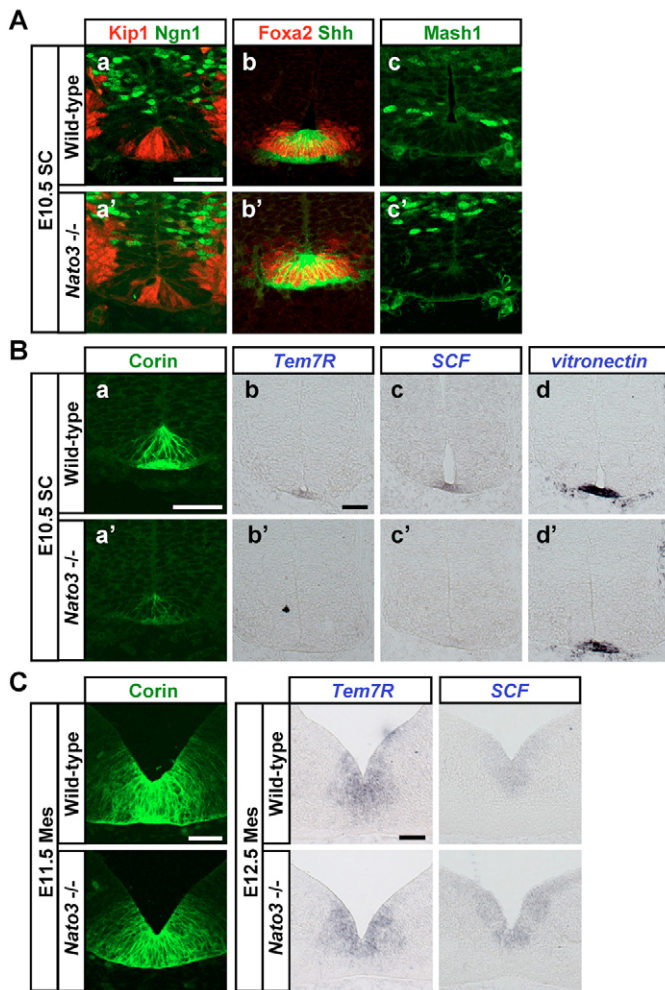 A
Kip1 Ngn1
Foxa2 Shh
Mash1
E10.5 SC
Wild-type
a
b
c
Nato3 -/-
a'
b'
c'
B
Corin
Tem7R
SCF
vitronectin
E10.5 SC
Wild-type
a
b
c
d
Nato3 -/-
a'
b'
c'
d'
C
Corin
Tem7R
SCF
E11.5 Mes
Wild-type
Nato3 -/-
E12.5 Mes
Wild-type
Nato3 -/-